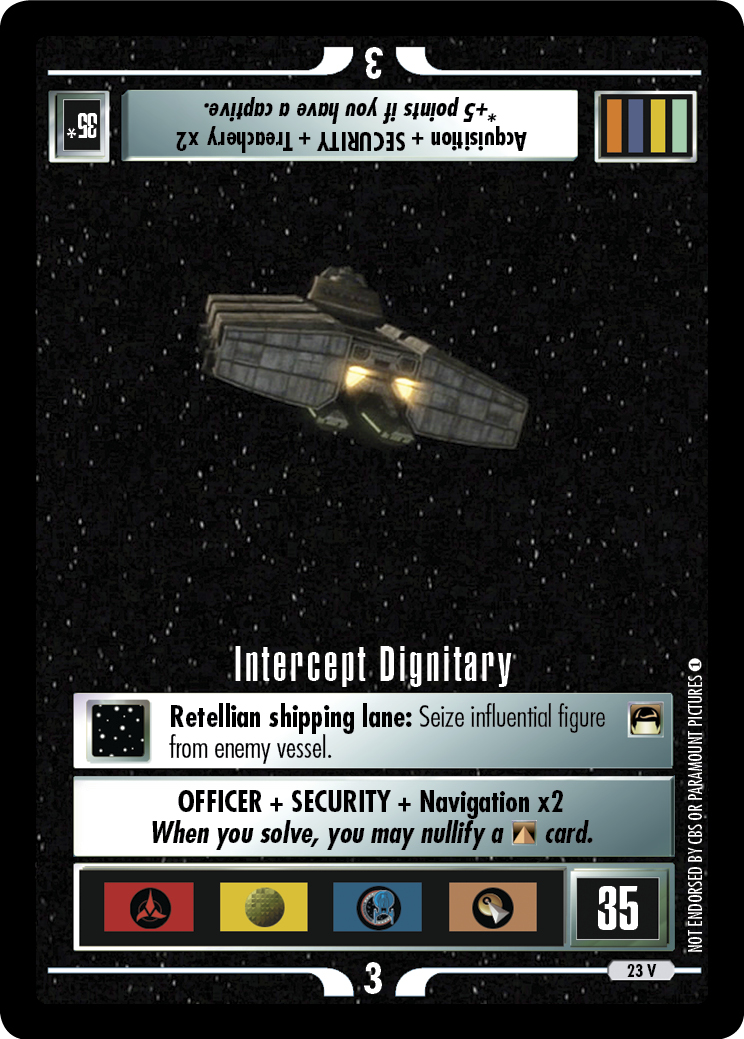 3
35*
Acquisition + SECURITY + Treachery x2
*+5 points if you have a captive.
Intercept Dignitary
Retellian shipping lane: Seize influential figure
from enemy vessel.
OFFICER + SECURITY + Navigation x2
When you solve, you may nullify a card.
35
3
23 V
NOT ENDORSED BY CBS OR PARAMOUNT PICTURES 1